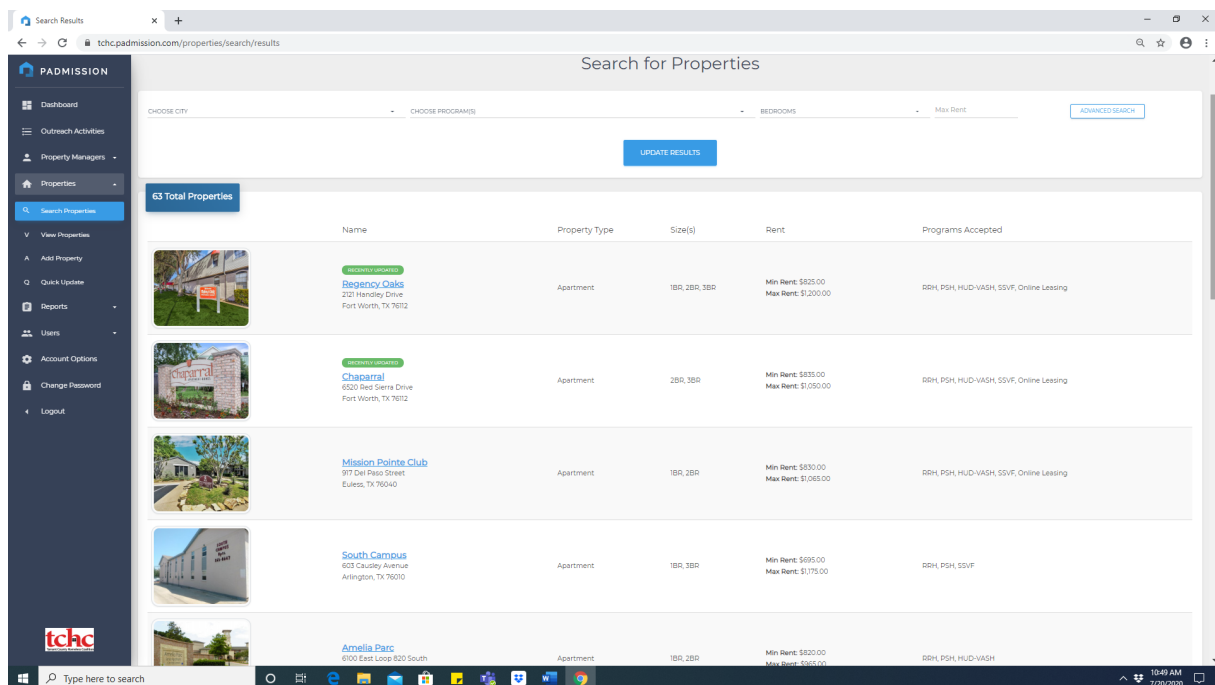 Search Results
tchc.padmission.com/properties/search/results
PADMISSION
Dashboard
Outreach Activities
Property Managers
Properties
Search Properties
V View Properties
A Add Property
Q Quick Update
Reports
Users
Account Options
Change Password
Logout
tchc
Search for Properties
CHOOSE CITY
CHOOSE PROGRAM(S)
BEDROOMS
Max Rent
ADVANCED SEARCH
UPDATE RESULTS
63 Total Properties
Name Property Type Size(s) Rent Programs Accepted
RECENTLY UPDATED
Regency Oaks
2121 Handley Drive
Fort Worth, TX 76112
Apartment
1BR, 2BR, 3BR
Min Rent: $825.00
Max Rent: $1,200.00
RRH, PSH, HUD-VASH, SSVF, Online Leasing
Chaparral
RECENTLY UPDATED
Chaparral
6520 Red Sierra Drive
Fort Worth, TX 76112
Apartment
2BR, 3BR
Min Rent: $835.00
Max Rent: $1,050.00
RRH, PSH, HUD-VASH, SSVF, Online Leasing
Mission Pointe Club
917 Del Paso Street
Euless, TX 76040
Apartment
1BR, 2BR
Min Rent: $830.00
Max Rent: $1,065.00
RRH, PSH, HUD-VASH, SSVF, Online Leasing
South Campus
603 Causley Avenue
Arlington, TX 76010
Apartment
1BR, 3BR
Min Rent: $695.00
Max Rent: $1,175.00
RRH, PSH, SSVF
Amelia Parc
6100 East Loop 820 South
Apartment
1BR, 2BR
Min Rent: $820.00
Max Rent: $965.00
RRH, PSH, HUD-VASH
Type here to search
10:49 AM
7/20/2020